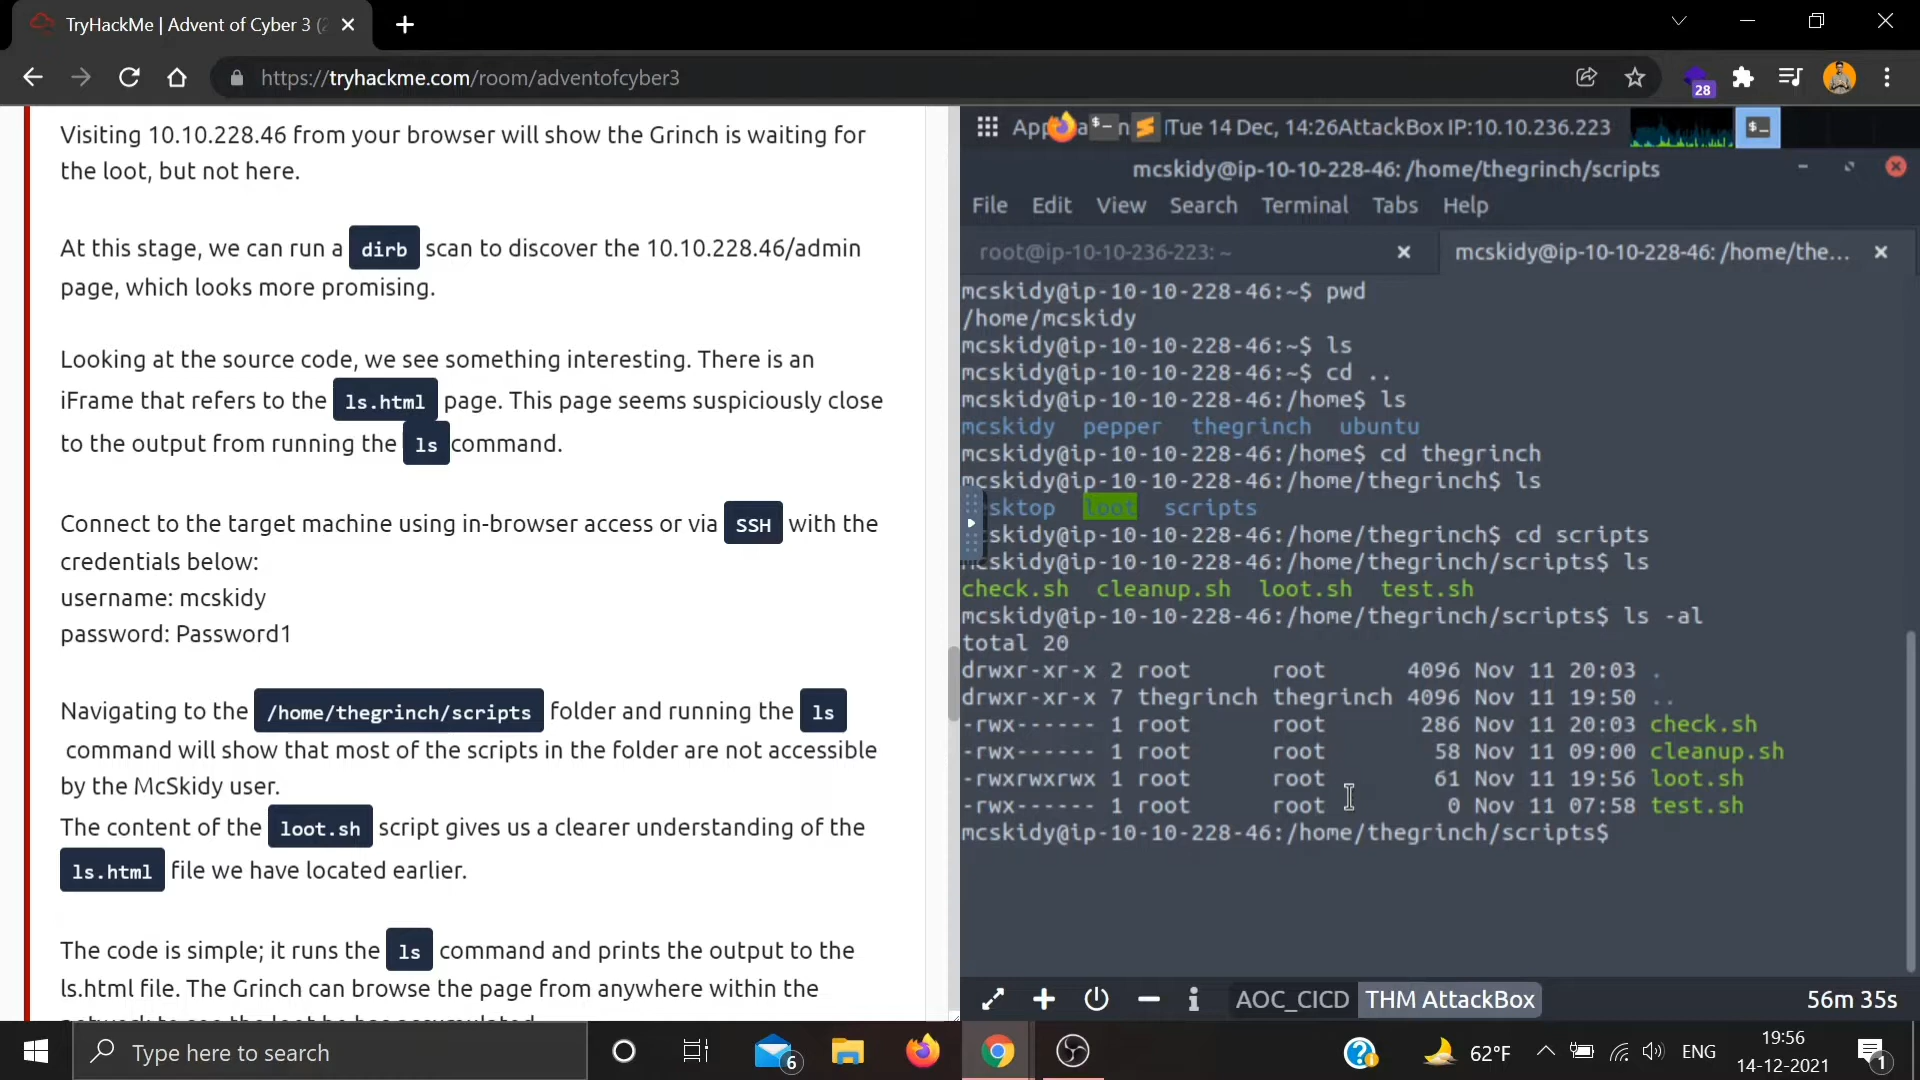 TryHackMe | Advent of Cyber 3 (
https://tryhackme.com/room/adventofcyber3
28
Visiting 10.10.228.46 from your browser will show the Grinch is waiting for
the loot, but not here.
At this stage, we can run a dirb scan to discover the 10.10.228.46/admin
page, which looks more promising.
Looking at the source code, we see something interesting. There is an
iFrame that refers to the ls.html page. This page seems suspiciously close
to the output from running the ls command.
Connect to the target machine using in-browser access or via SSH with the
credentials below:
username: mcskidy
password: Password1
Navigating to the /home/thegrinch/scripts folder and running the ls
command will show that most of the scripts in the folder are not accessible
by the McSkidy user.
The content of the loot.sh script gives us a clearer understanding of the
ls.html file we have located earlier.
The code is simple; it runs the ls command and prints the output to the
ls.html file. The Grinch can browse the page from anywhere within the
Tue 14 Dec, 14:26 AttackBox IP:10.10.236.223
mcskidy@ip-10-10-228-46: /home/thegrinch/scripts
File Edit View Search Terminal Tabs Help
root@ip-10-10-236-223: ~
mcskidy@ip-10-10-228-46: /home/the...
mcskidy@ip-10-10-228-46:~$ pwd
/home/mcskidy
mcskidy@ip-10-10-228-46:~$ ls
mcskidy@ip-10-10-228-46:~$ cd ..
mcskidy@ip-10-10-228-46:/home$ ls
mcskidy pepper thegrinch ubuntu
mcskidy@ip-10-10-228-46:/home$ cd thegrinch
mcskidy@ip-10-10-228-46:/home/thegrinch$ ls
sktop loot scripts
skidy@ip-10-10-228-46:/home/thegrinch$ cd scripts
cskidy@ip-10-10-228-46:/home/thegrinch/scripts$ ls
check.sh cleanup.sh loot.sh test.sh
mcskidy@ip-10-10-228-46:/home/thegrinch/scripts$ ls -al
total 20
drwxr-xr-x 2 root root 4096 Nov 11 20:03 .
drwxr-xr-x 7 thegrinch thegrinch 4096 Nov 11 19:50 ..
-rwx------ 1 root root 286 Nov 11 20:03 check.sh
-rwx------ 1 root root 58 Nov 11 09:00 cleanup.sh
-rwxrwxrwx 1 root root 61 Nov 11 19:56 loot.sh
-rwx------ 1 root root 0 Nov 11 07:58 test.sh
mcskidy@ip-10-10-228-46:/home/thegrinch/scripts$
AOC_CICD THM AttackBox 56m 35s
Type here to search
6
62°F
ENG
19:56
14-12-2021
1